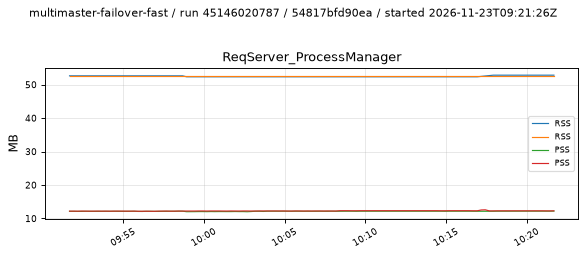 multimaster-failover-fast / run 45146020787 / 54817bfd90ea / started 2026-11-23T09:21:26Z
ReqServer_ProcessManager
50
40
30
20
10
MB
RSS
RSS
PSS
PSS
09:55
10:00
10:05
10:10
10:15
10:20